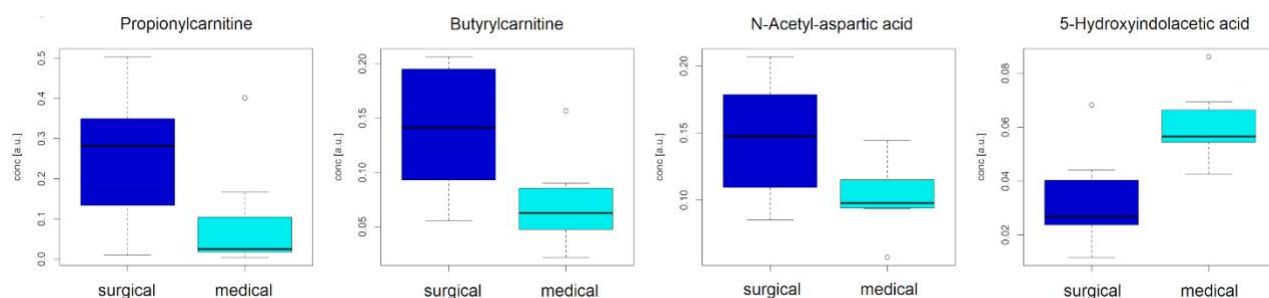 Propionylcarnitine
conc [a.u.]
0.5
0.4
0.3
0.2
0.1
0.0
surgical medical
Butyrylcarnitine
conc [a.u.]
0.20
0.15
0.10
0.05
surgical medical
N-Acetyl-aspartic acid
conc [a.u.]
0.20
0.15
0.10
surgical medical
5-Hydroxyindolacetic acid
conc [a.u.]
0.08
0.06
0.04
0.02
surgical medical